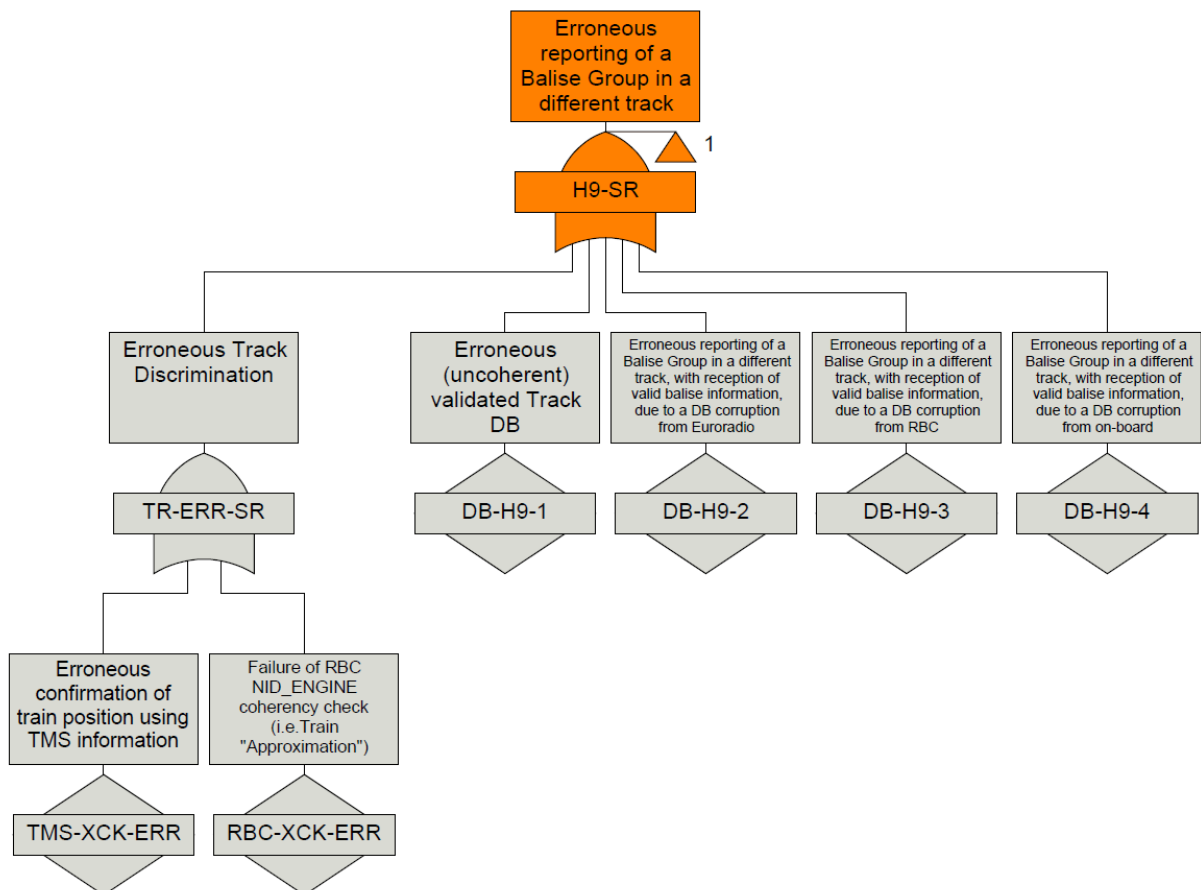 Erroneous
reporting of a
Balise Group in a
different track
1
H9-SR
Erroneous Track
Discrimination
TR-ERR-SR
Erroneous
(uncoherent)
validated Track
DB
DB-H9-1
Erroneous reporting of a
Balise Group in a different
track, with reception of
valid balise information,
due to a DB corruption
from Euroradio
DB-H9-2
Erroneous reporting of a
Balise Group in a different
track, with reception of
valid balise information,
due to a DB corruption
from RBC
DB-H9-3
Erroneous reporting of a
Balise Group in a different
track, with reception of
valid balise information,
due to a DB corruption
from on-board
DB-H9-4
Erroneous
confirmation of
train position using
TMS information
TMS-XCK-ERR
Failure of RBC
NID_ENGINE
coherency check
(i.e.Train
"Approximation")
RBC-XCK-ERR